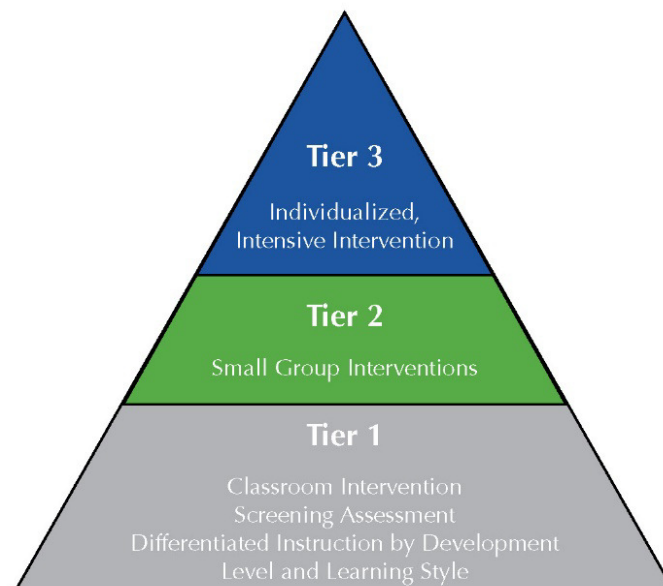 Tier 3
Individualized,
Intensive Intervention
Tier 2
Small Group Interventions
Tier 1
Classroom Intervention
Screening Assessment
Differentiated Instruction by Development
Level and Learning Style